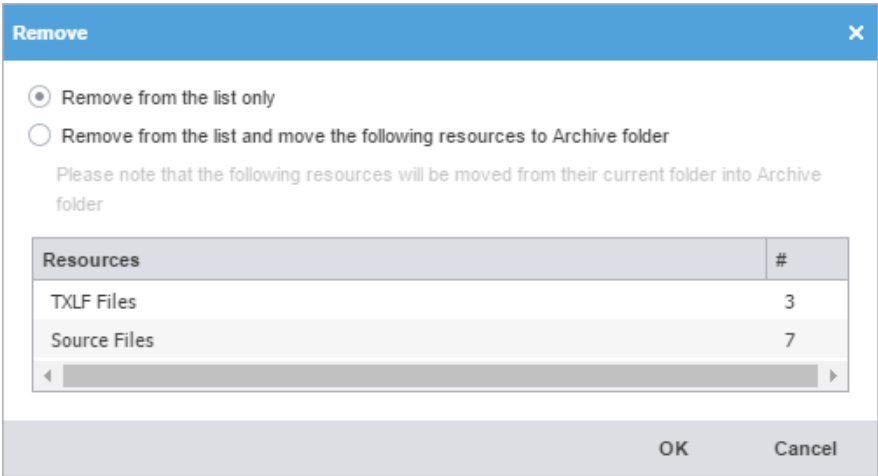 Remove
Remove from the list only
Remove from the list and move the following resources to Archive folder
Please note that the following resources will be moved from their current folder into Archive
folder
Resources #
TXLF Files 3
Source Files 7
OK Cancel